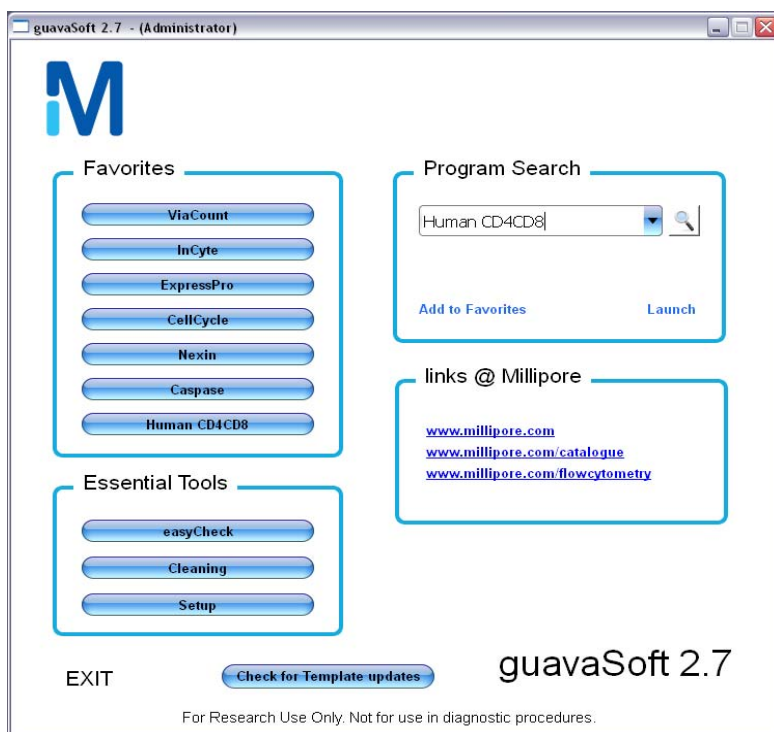 guavaSoft 2.7 - (Administrator)
M
Favorites
ViaCount
InCyte
ExpressPro
CellCycle
Nexin
Caspase
Human CD4CD8
Essential Tools
easyCheck
Cleaning
Setup
Program Search
Human CD4CD8
Add to Favorites Launch
links @ Millipore
www.millipore.com
www.millipore.com/catalogue
www.millipore.com/flowcytometry
EXIT
Check for Template updates
guavaSoft 2.7
For Research Use Only. Not for use in diagnostic procedures.